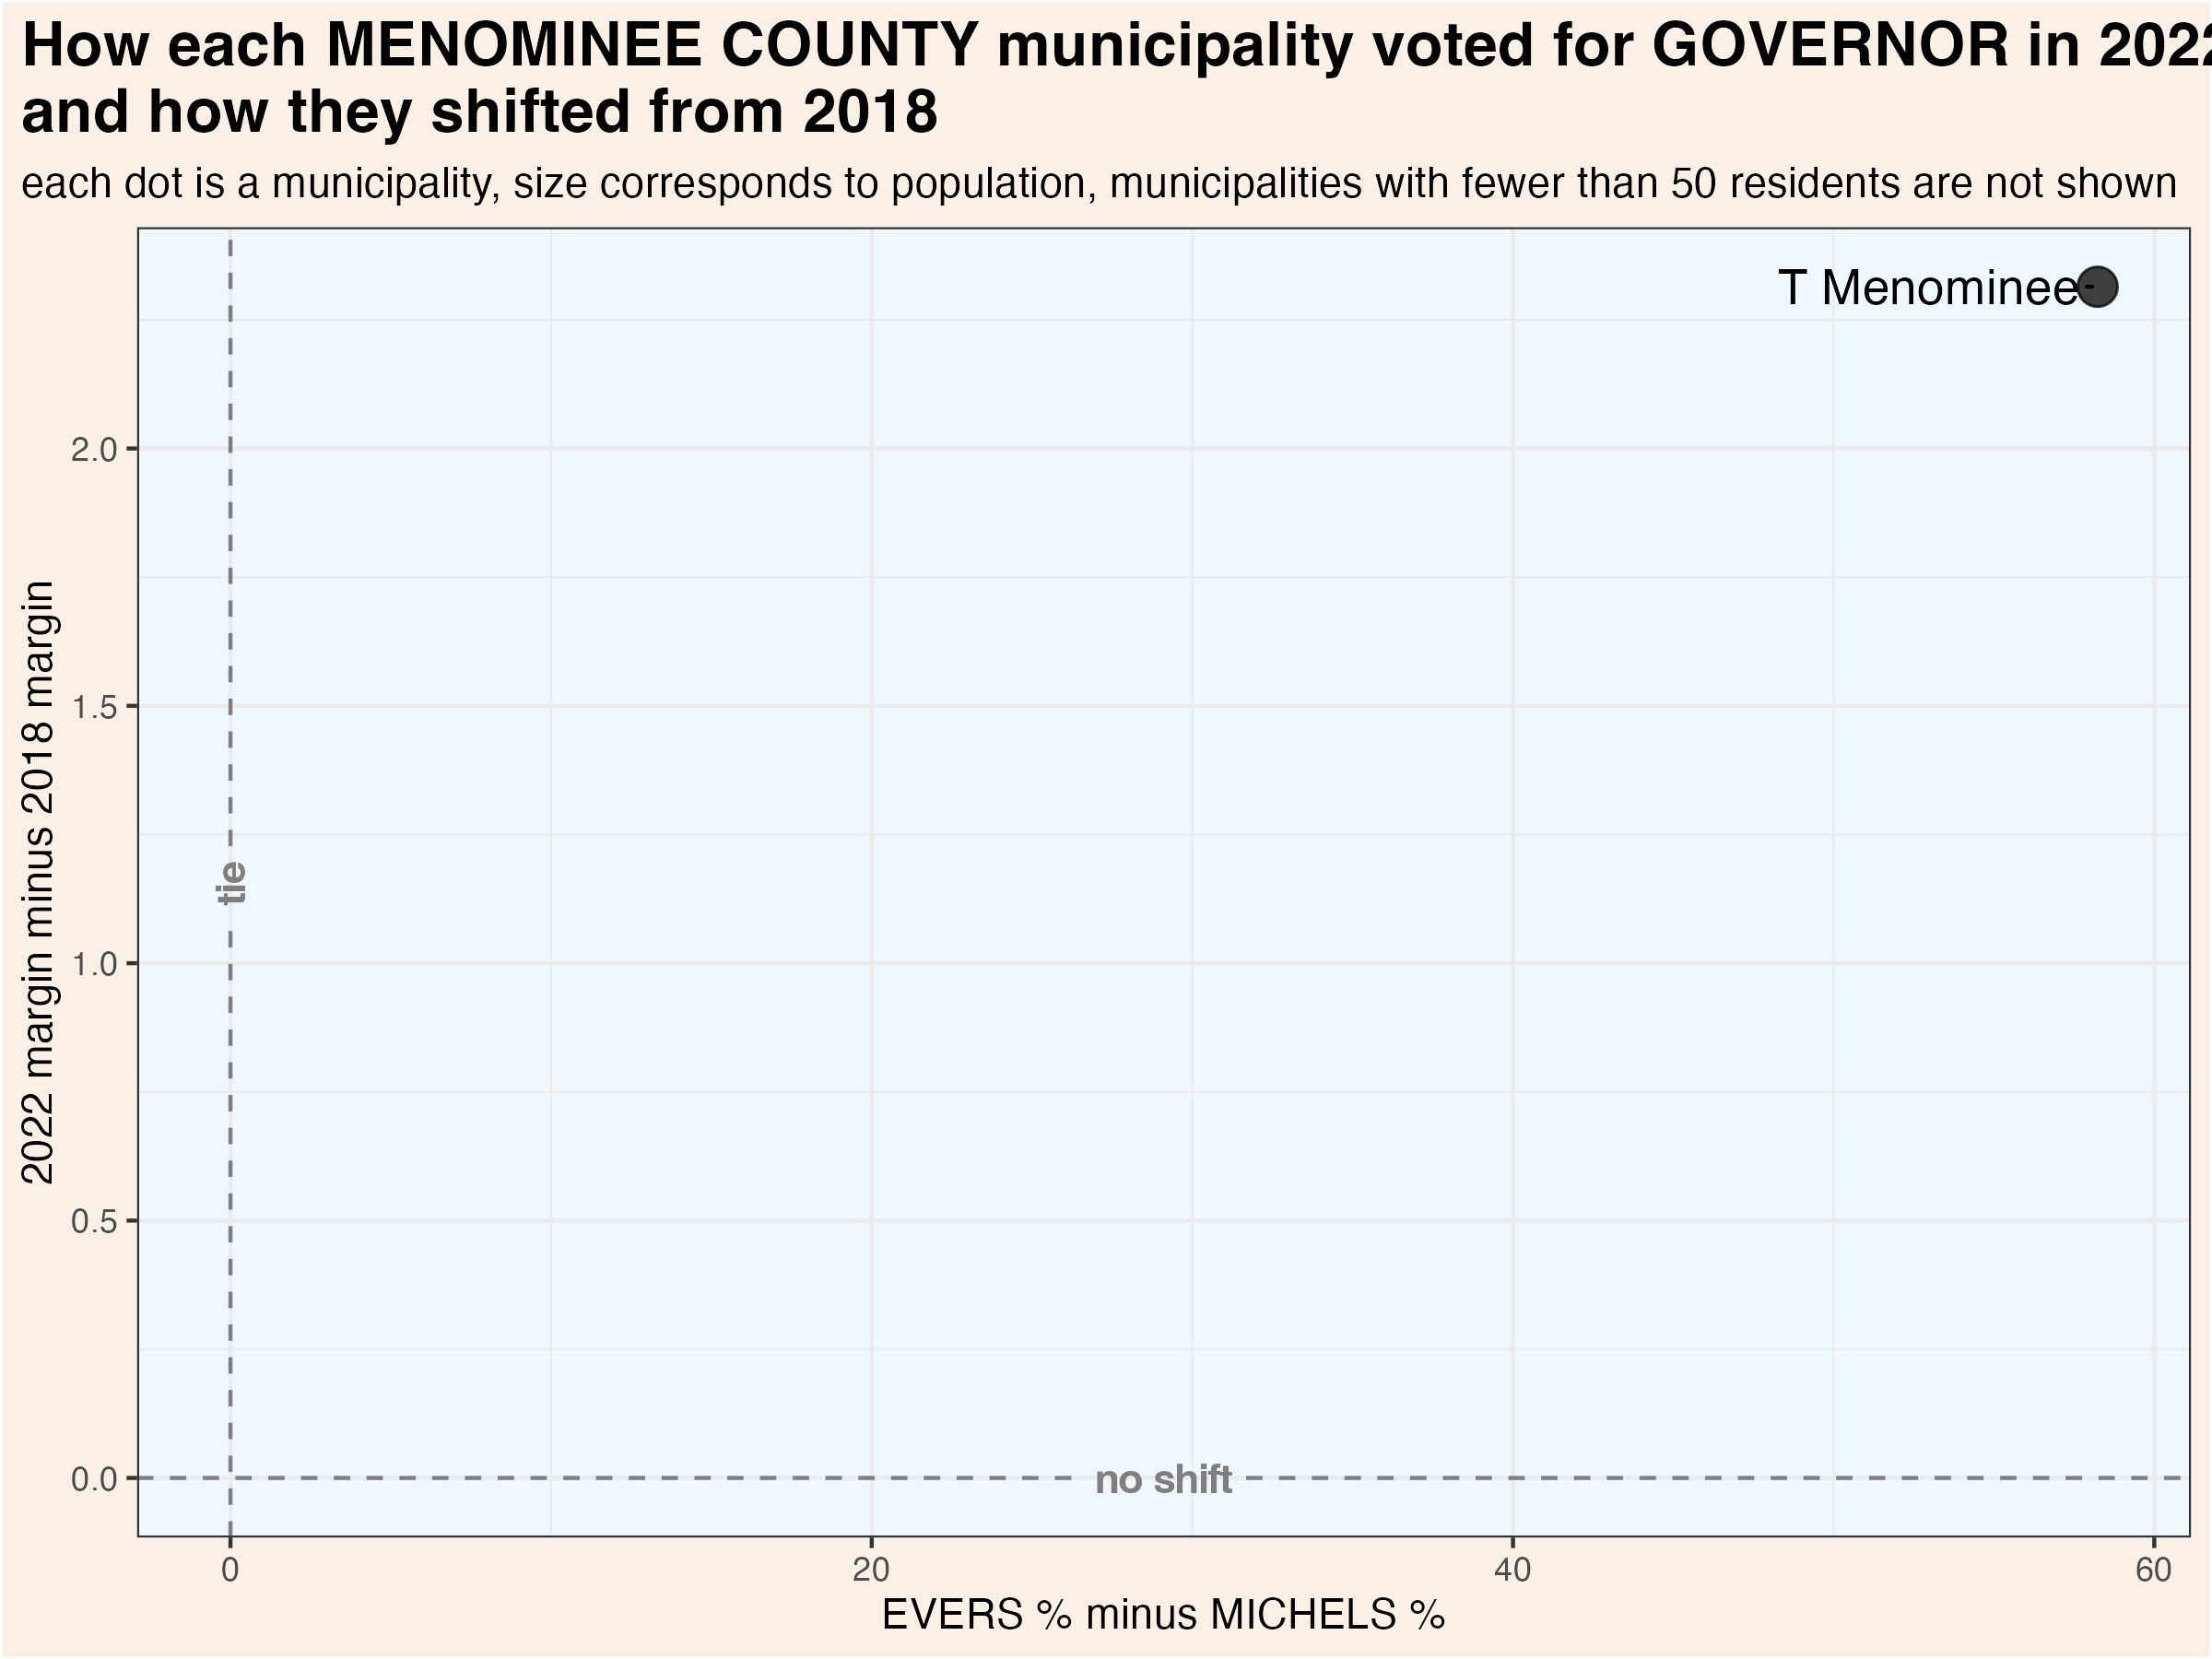 How each MENOMINEE COUNTY municipality voted for GOVERNOR in 2022
and how they shifted from 2018
each dot is a municipality, size corresponds to population, municipalities with fewer than 50 residents are not shown
T Menominee
2022 margin minus 2018 margin
2.0
1.5
tie
1.0
0.5
0.0
no shift
0
20
40
60
EVERS % minus MICHELS %